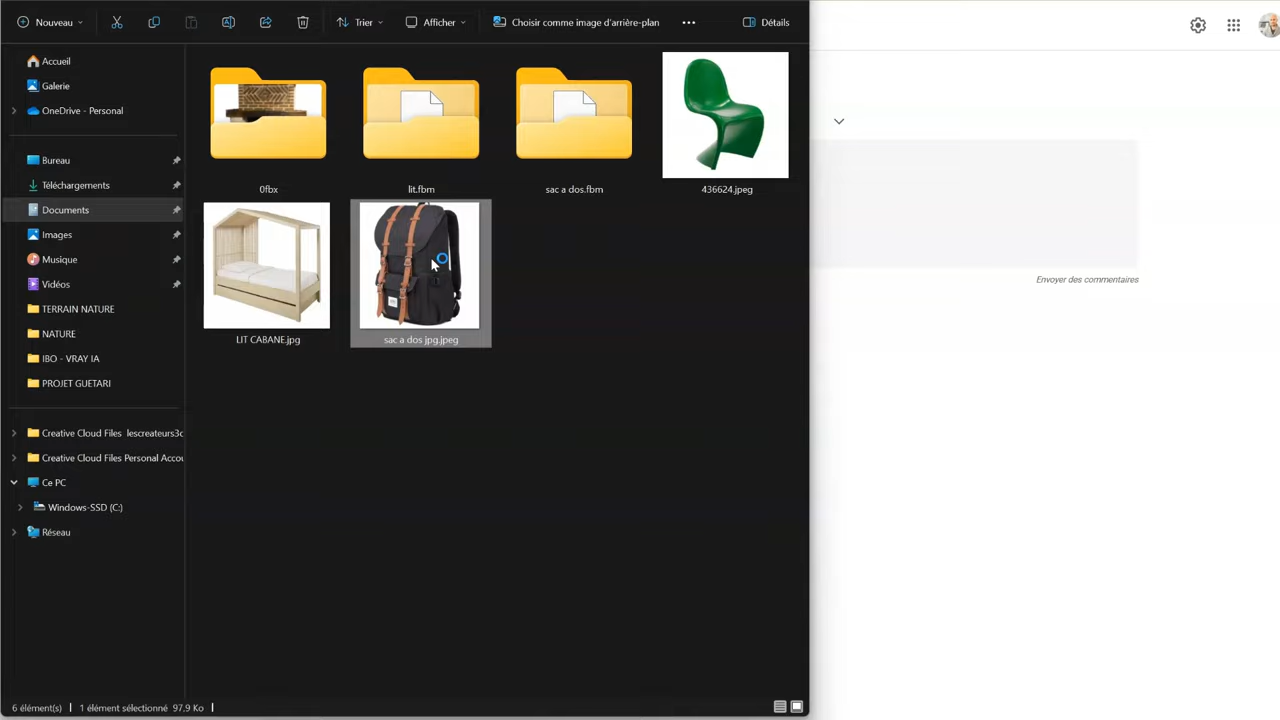 Nouveau
Trier
Afficher
Choisir comme image d'arrière-plan
Détails
Accueil
Galerie
OneDrive - Personal
Bureau
Téléchargements
Documents
Images
Musique
Vidéos
TERRAIN NATURE
NATURE
IBO - VRAY IA
PROJET GUETARI
Creative Cloud Files lescreateurs3c
Creative Cloud Files Personal Accou
Ce PC
Windows-SSD (C:)
Réseau
0fbx
lit.fbm
sac a dos.fbm
436624.jpeg
LIT CABANE.jpg
sac a dos jpg.jpeg
6 élément(s)
1 élément sélectionné 97,9 Ko
Envoyer des commentaires